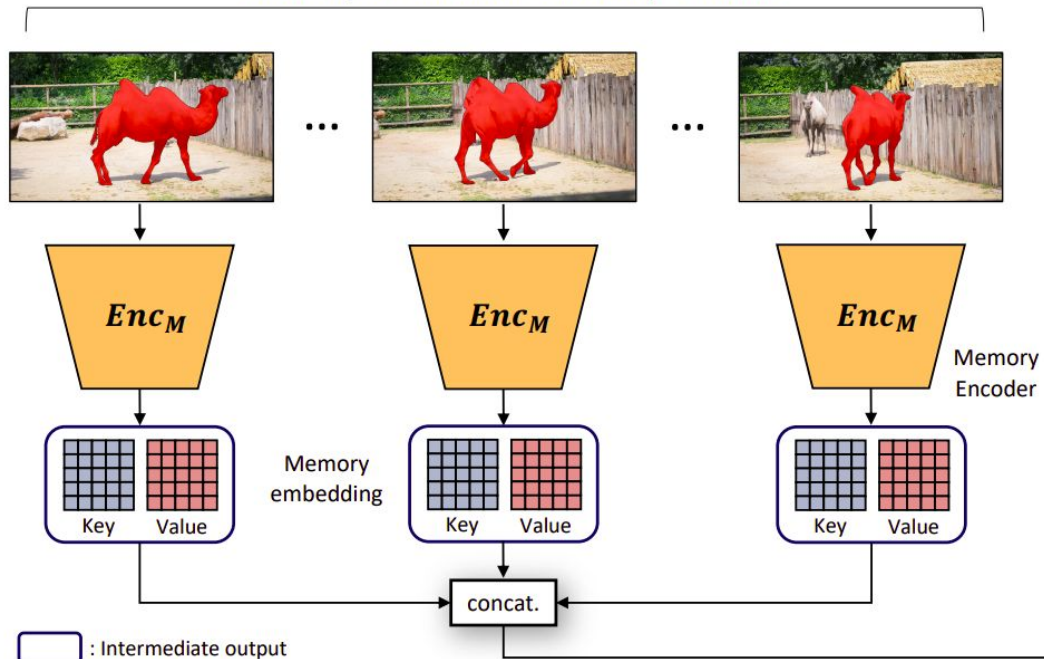 ...
...
Enc_M
Enc_M
Enc_M
Memory
Encoder
Key Value
Memory
embedding
Key Value
Key Value
concat.
: Intermediate output